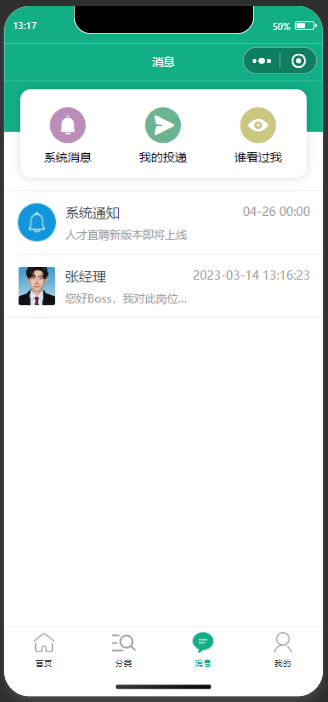 13:17
50%
消息
系统消息
我的投递
谁看过我
系统通知
04-26 00:00
人才直聘新版本即将上线
张经理
2023-03-14 13:16:23
您好Boss，我对此岗位...
首页
分类
消息
我的